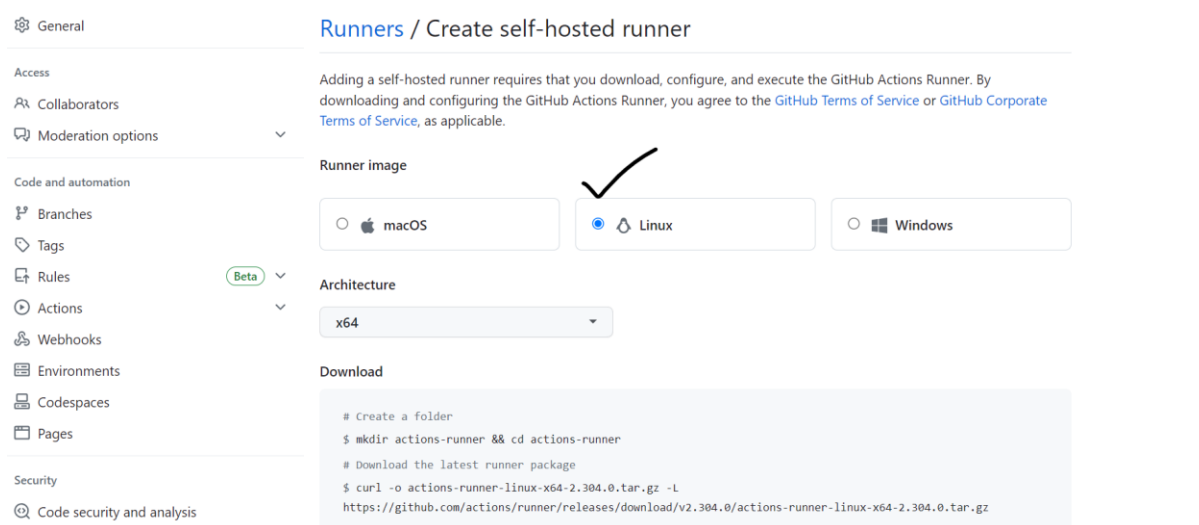 General
Access
Collaborators
Moderation options
Code and automation
Branches
Tags
Rules Beta
Actions
Webhooks
Environments
Codespaces
Pages
Security
Code security and analysis
Runners / Create self-hosted runner
Adding a self-hosted runner requires that you download, configure, and execute the GitHub Actions Runner. By
downloading and configuring the GitHub Actions Runner, you agree to the GitHub Terms of Service or GitHub Corporate
Terms of Service, as applicable.
Runner image
macOS Linux Windows
Architecture
x64
Download
# Create a folder
$ mkdir actions-runner && cd actions-runner
# Download the latest runner package
$ curl -o actions-runner-linux-x64-2.304.0.tar.gz -L
https://github.com/actions/runner/releases/download/v2.304.0/actions-runner-linux-x64-2.304.0.tar.gz